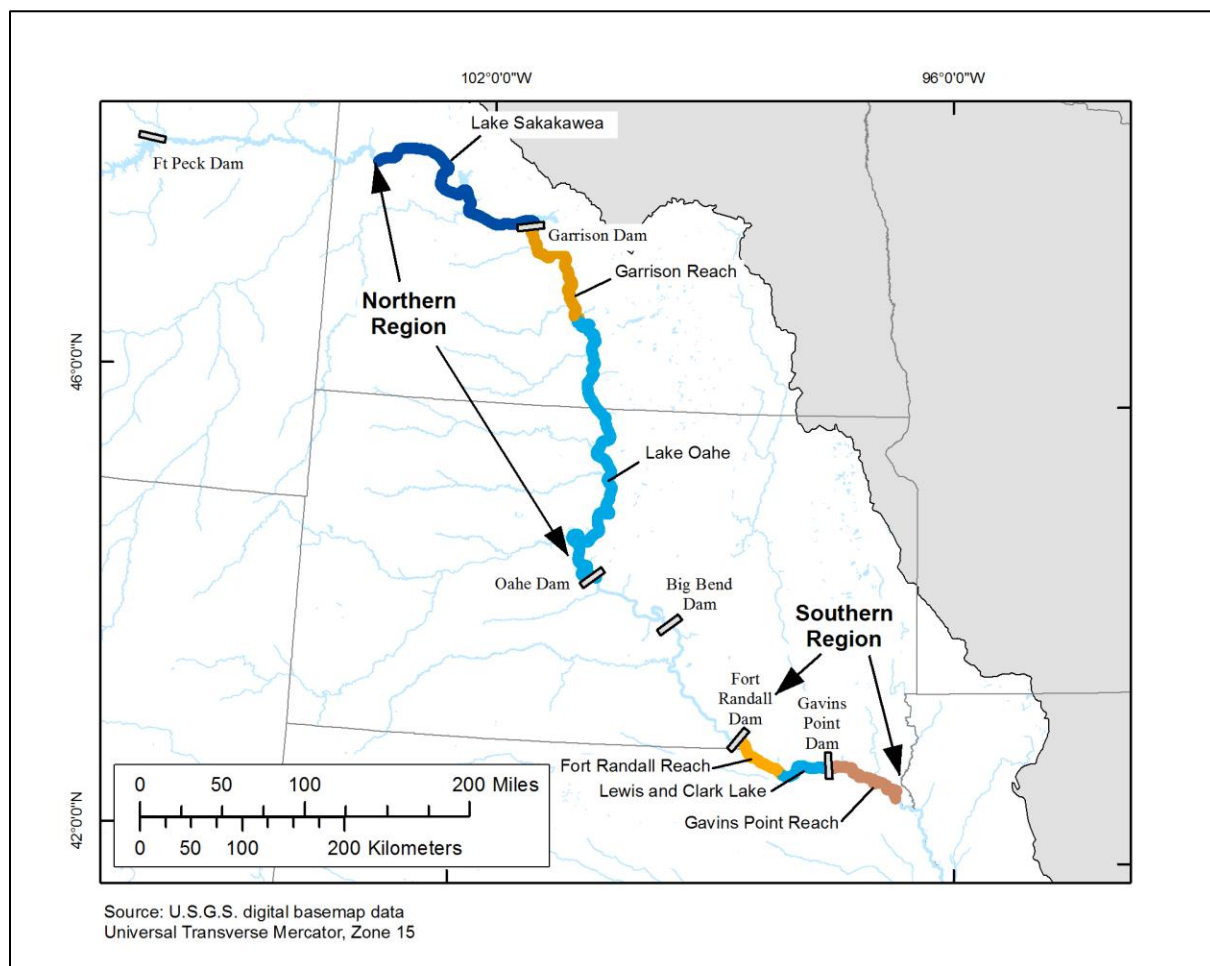 102°0'0"W
96°0'0"W
Lake Sakakawea
Ft Peck Dam
Garrison Dam
Garrison Reach
Northern
Region
46°0'0"N
Lake Oahe
Oahe Dam
Big Bend
Dam
Southern
Region
Fort
Randall
Dam
Gavins
Point
Dam
Fort Randall Reach
Lewis and Clark Lake
Gavins Point Reach
42°0'0"N
0 50 100 200 Miles
0 50 100 200 Kilometers
Source: U.S.G.S. digital basemap data
Universal Transverse Mercator, Zone 15